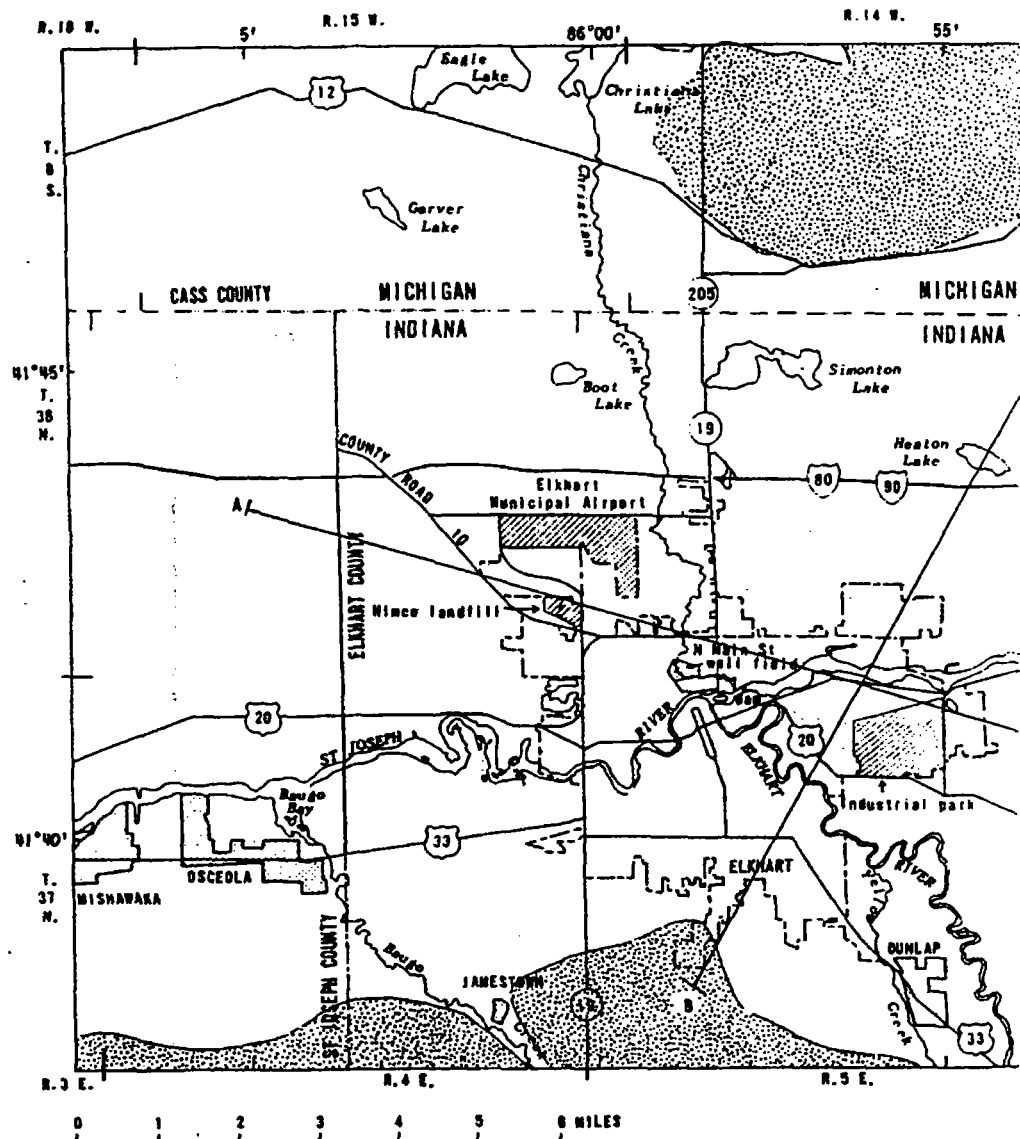 R.16 W.
5'
R.15 W.
86°00'
R.14 W.
55'
Eagle
Lake
12
Christiana
Lake
T.
8
S.
Christiana
Creek
Garver
Lake
CASS COUNTY
MICHIGAN
INDIANA
205
MICHIGAN
INDIANA
41°45'
T.
38
N.
Boot
Lake
Simonton
Lake
19
Heaton
Lake
COUNTY
ROAD
10
80
90
A
Elkhart
Municipal Airport
ELKHART COUNTY
ST. JOSEPH COUNTY
Himco landfill
N Main St
well field
Dam
20
ST. JOSEPH
RIVER
ELKHART
RIVER
20
Industrial park
Baugo
Bay
41°40'
33
MISHAWAKA
OSCEOLA
T.
37
N.
ELKHART
Baugo
JAMESTOWN
B
DUNLAP
Creek
33
R.3 E.
R.4 E.
R.5 E.
0 1 2 3 4 5 6 MILES